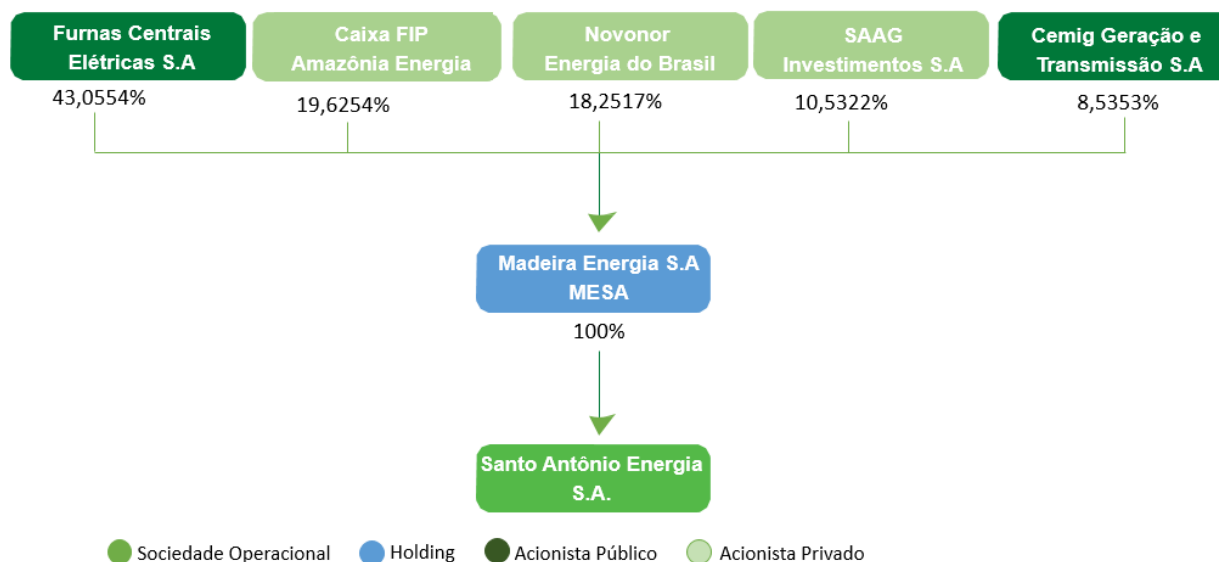 Furnas Centrais
Elétricas S.A
Caixa FIP
Amazônia Energia
Novonor
Energia do Brasil
SAAG
Investimentos S.A
Cemig Geração e
Transmissão S.A
43,0554%
19,6254%
18,2517%
10,5322%
8,5353%
Madeira Energia S.A
MESA
100%
Santo Antônio Energia
S.A.
Sociedade Operacional
Holding
Acionista Público
Acionista Privado